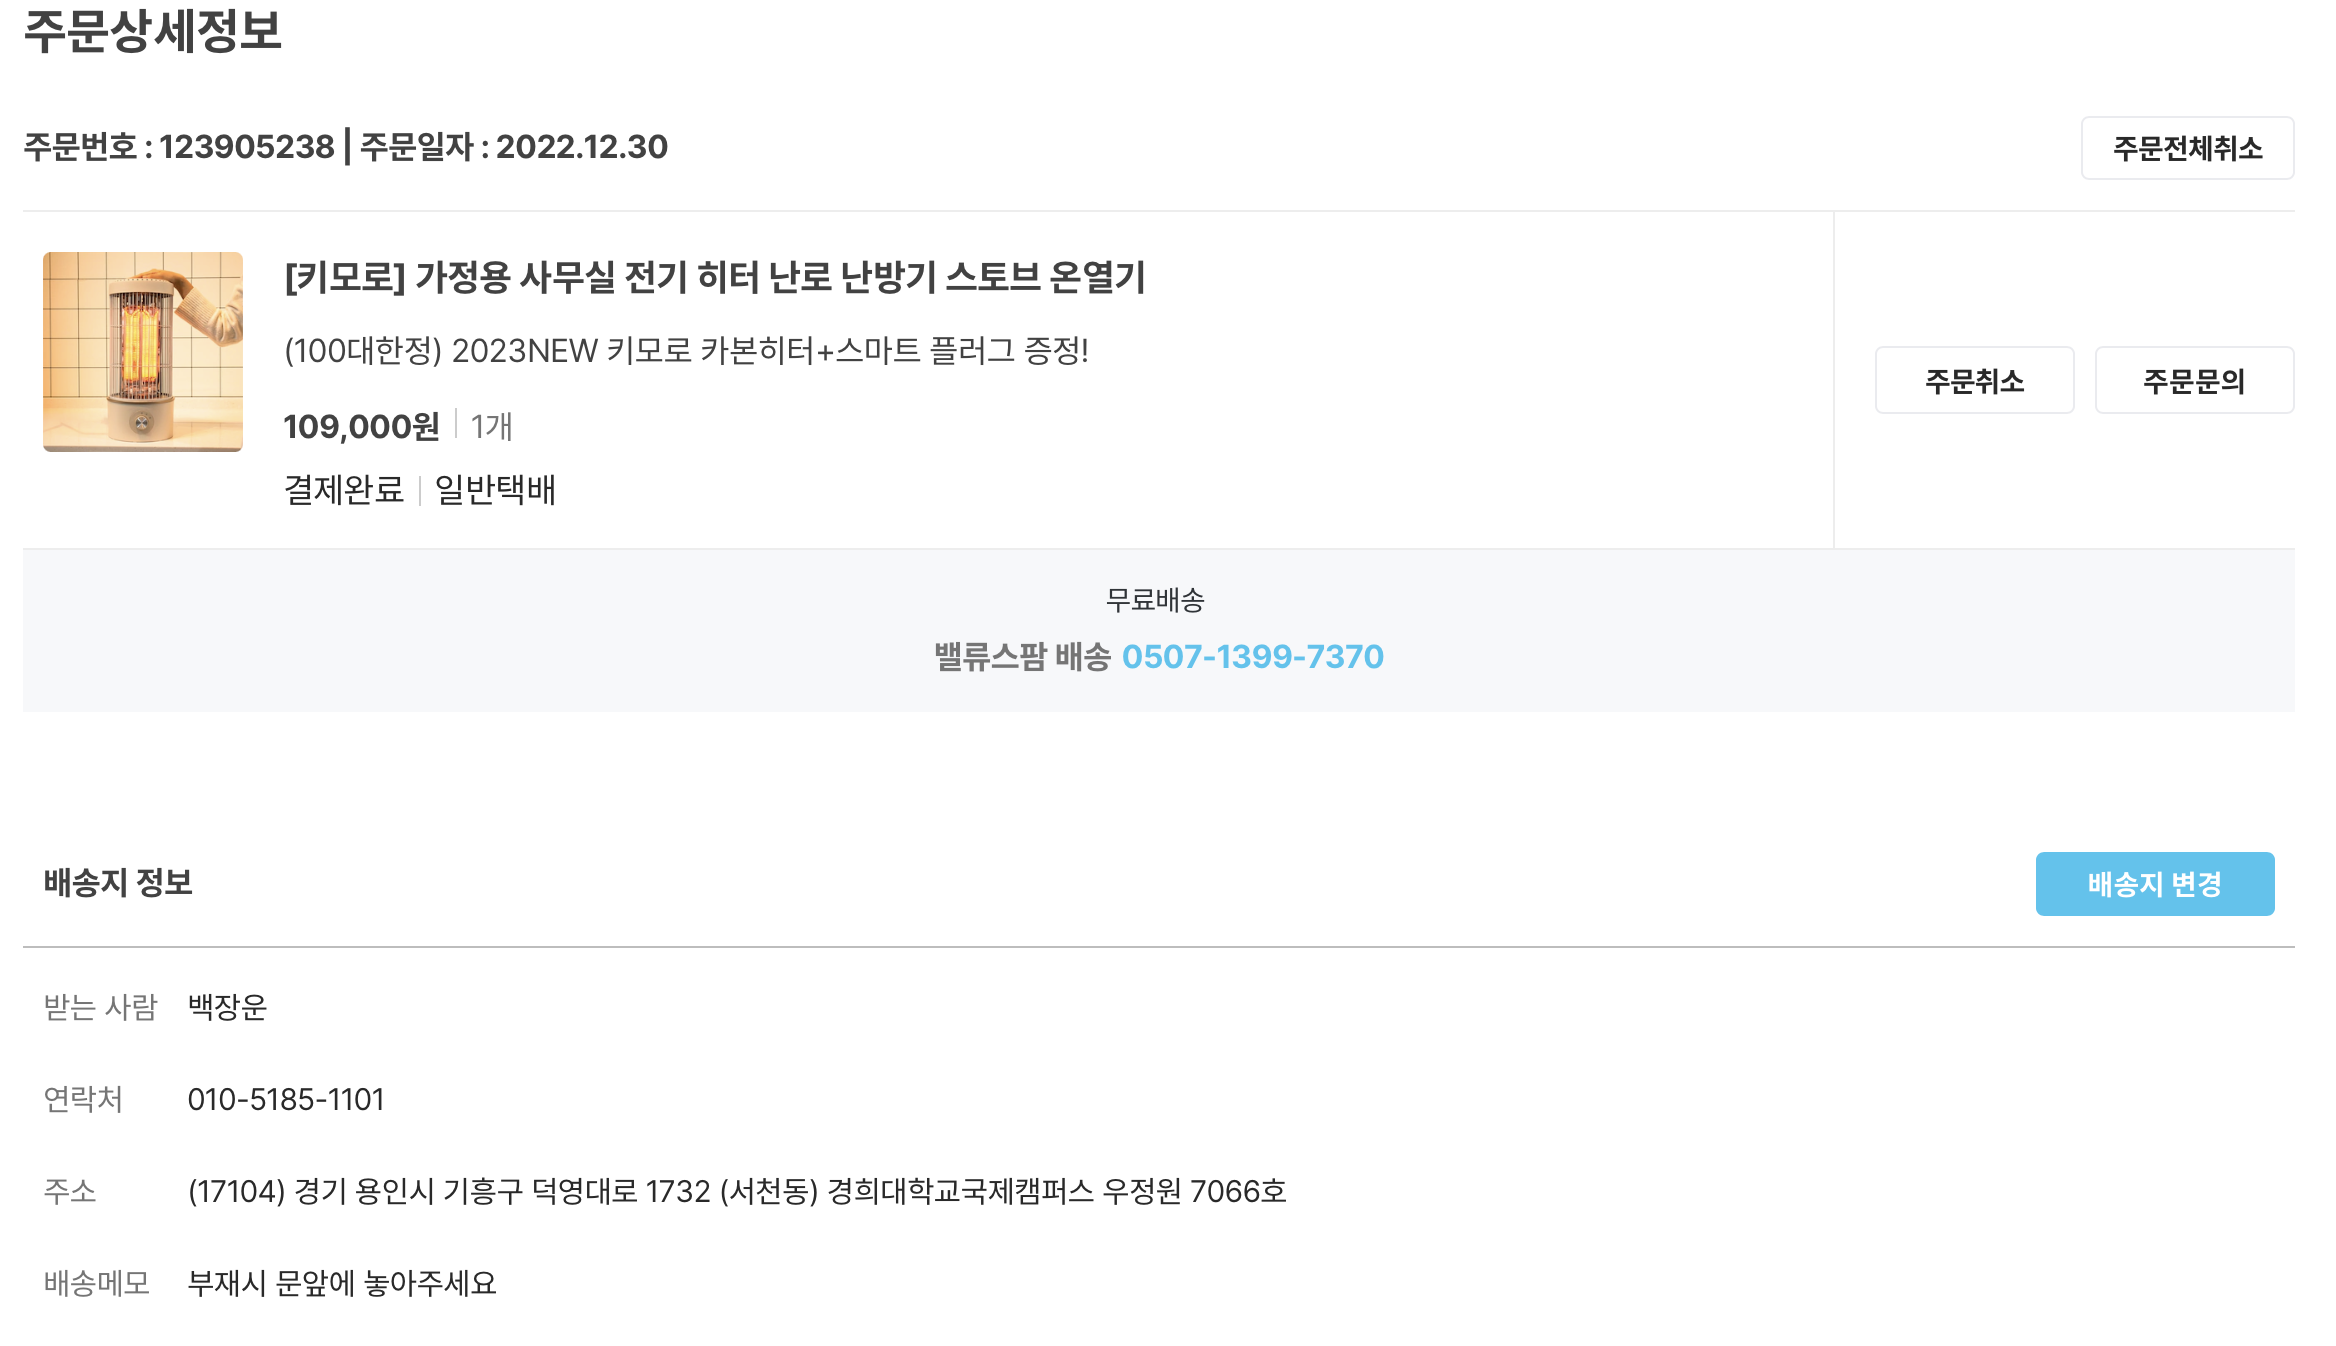 주문상세정보
주문번호 : 123905238 | 주문일자 : 2022.12.30
주문전체취소
[키모로] 가정용 사무실 전기 히터 난로 난방기 스토브 온열기
(100대한정) 2023NEW 키모로 카본히터+스마트 플러그 증정!
109,000원 | 1개
결제완료 | 일반택배
주문취소
주문문의
무료배송
밸류스팜 배송 0507-1399-7370
배송지 정보
배송지 변경
받는 사람 백장운
연락처 010-5185-1101
주소 (17104) 경기 용인시 기흥구 덕영대로 1732 (서천동) 경희대학교국제캠퍼스 우정원 7066호
배송메모 부재시 문앞에 놓아주세요